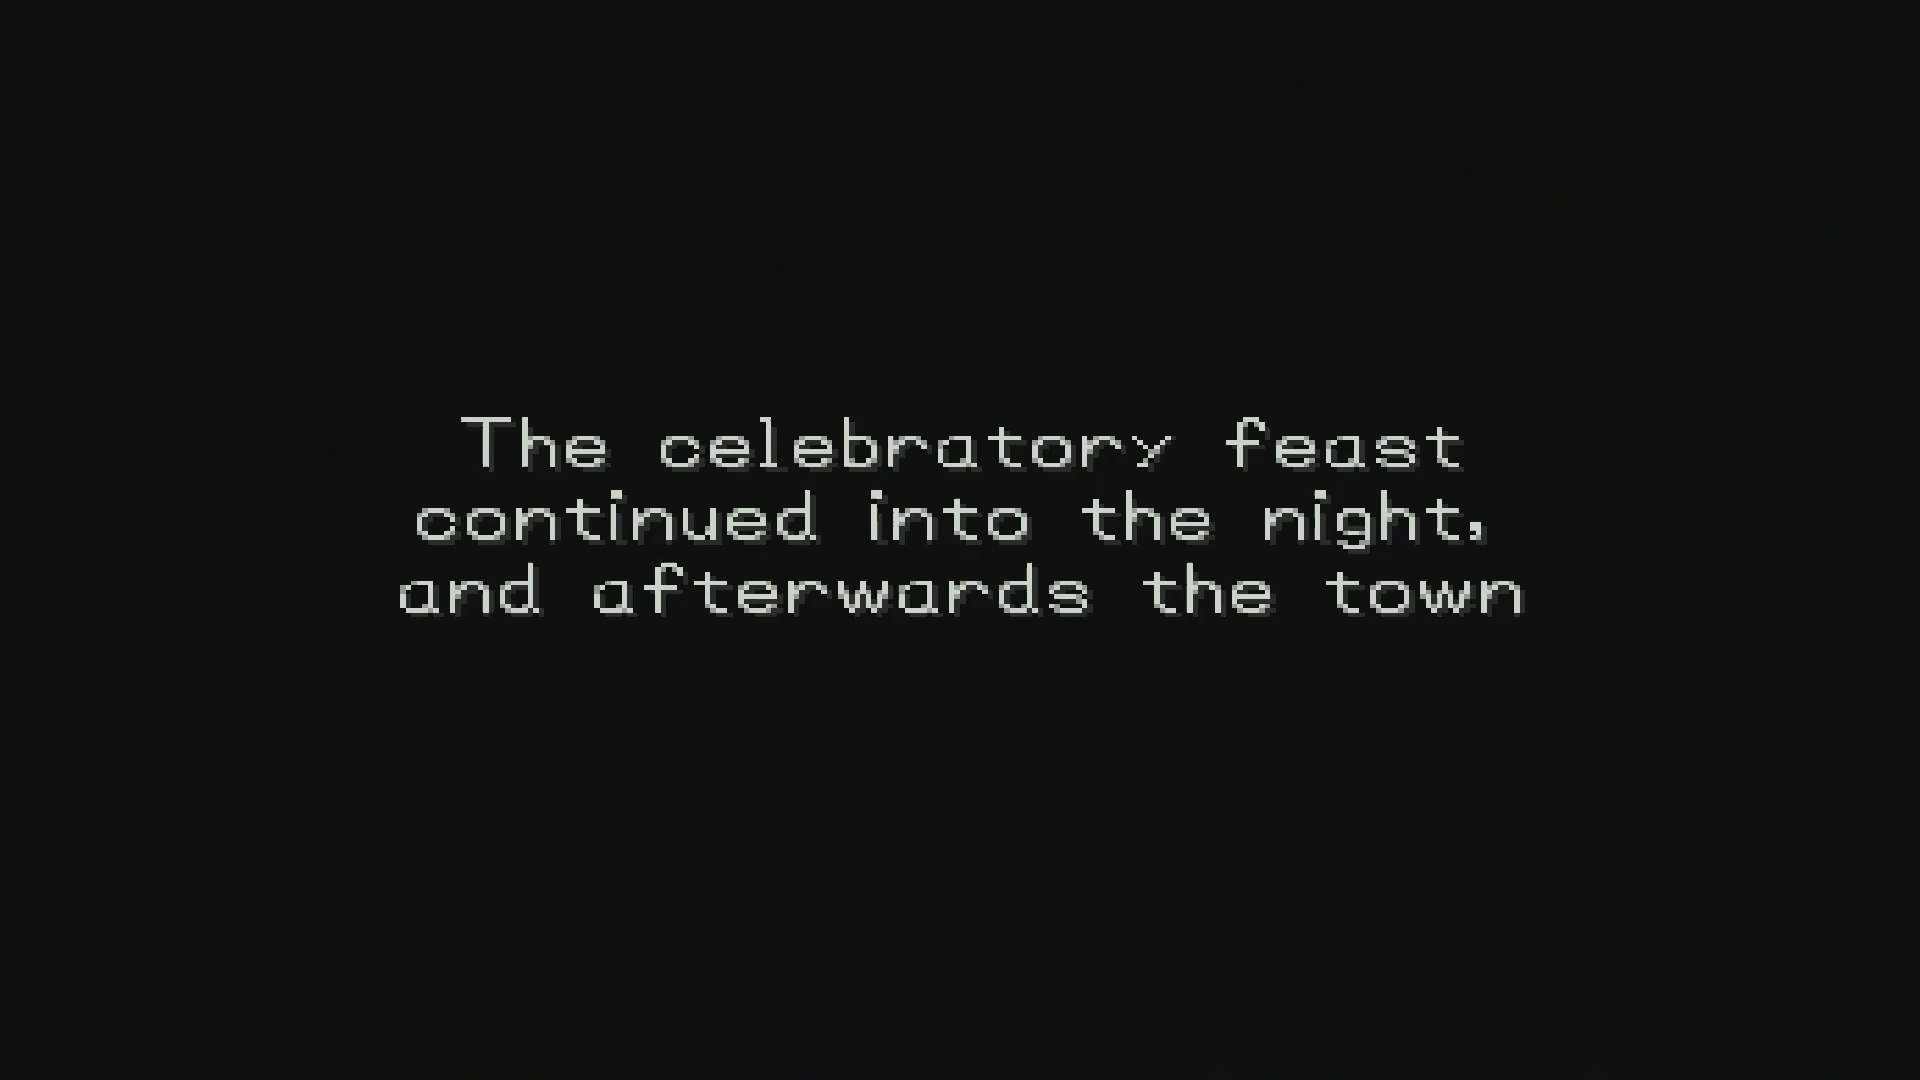 The celebratory feast
continued into the night,
and afterwards the town